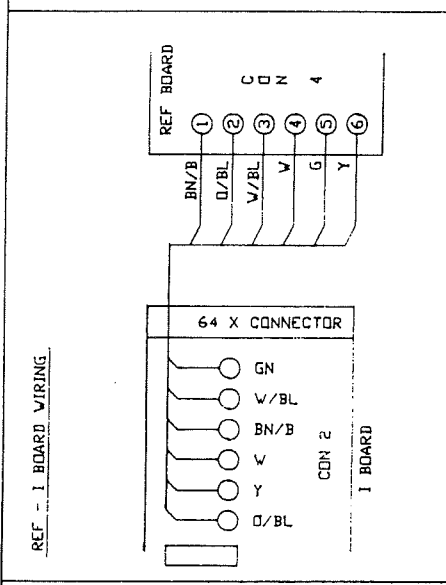 REF BOARD
CON 4
1
2
3
4
5
6
BN/B
O/BL
W/BL
W
G
Y
REF - I BOARD WIRING
64 X CONNECTOR
GN
W/BL
BN/B
W
Y
O/BL
CON 2
I BOARD